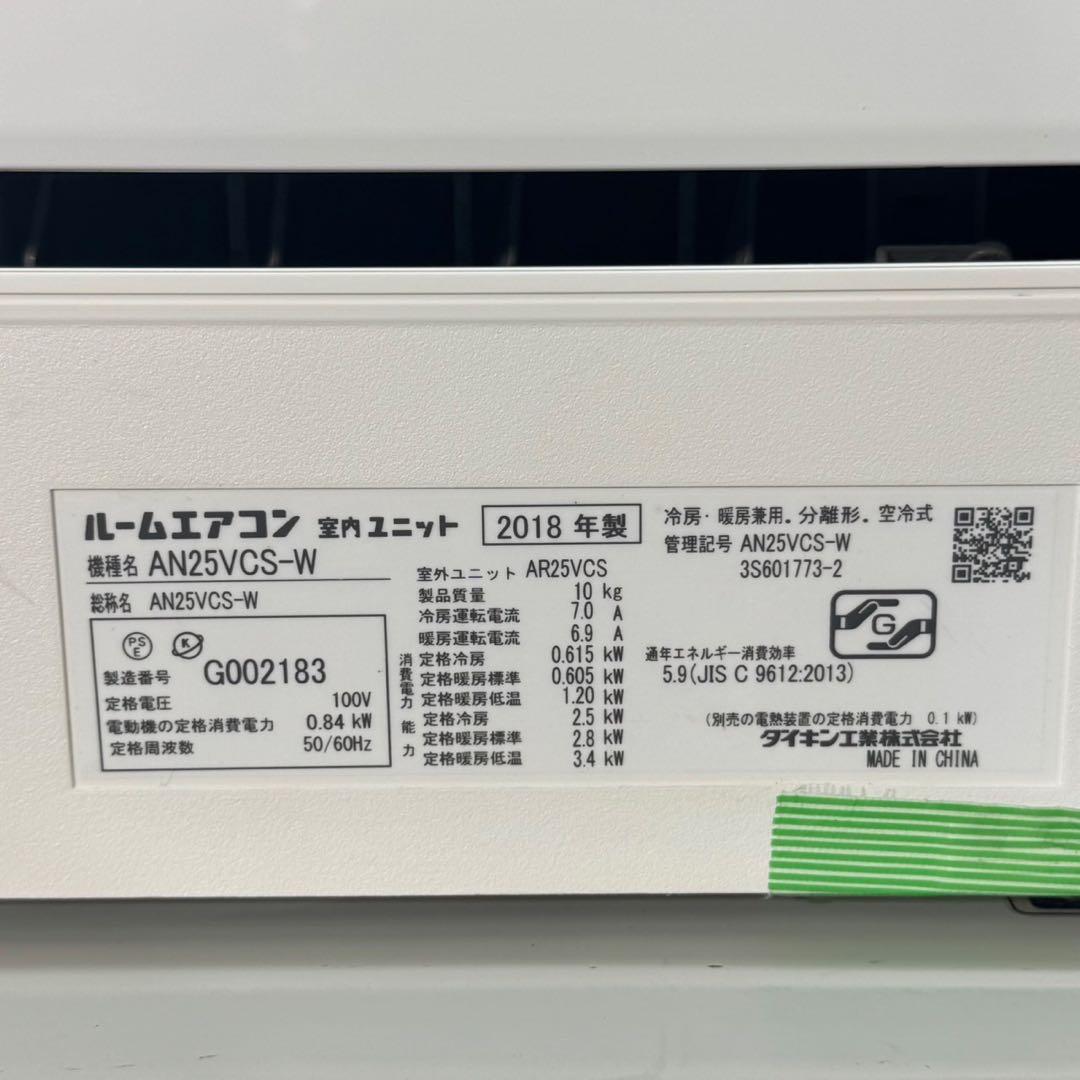 ルームエアコン 室内ユニット 2018 年製
機種名 AN25VCS-W
総称名 AN25VCS-W
PS
E
K
製造番号 G002183
定格電圧 100V
電動機の定格消費電力 0.84 kW
定格周波数 50/60Hz
室外ユニット AR25VCS
製品質量 10 kg
冷房運転電流 7.0 A
暖房運転電流 6.9 A
消費電力
定格冷房 0.615 kW
定格暖房標準 0.605 kW
定格暖房低温 1.20 kW
能力
定格冷房 2.5 kW
定格暖房標準 2.8 kW
定格暖房低温 3.4 kW
冷房・暖房兼用。分離形。空冷式
管理記号 AN25VCS-W
3S601773-2
G
通年エネルギー消費効率
5.9(JIS C 9612:2013)
(別売の電熱装置の定格消費電力 0.1 kW)
ダイキン工業株式会社
MADE IN CHINA